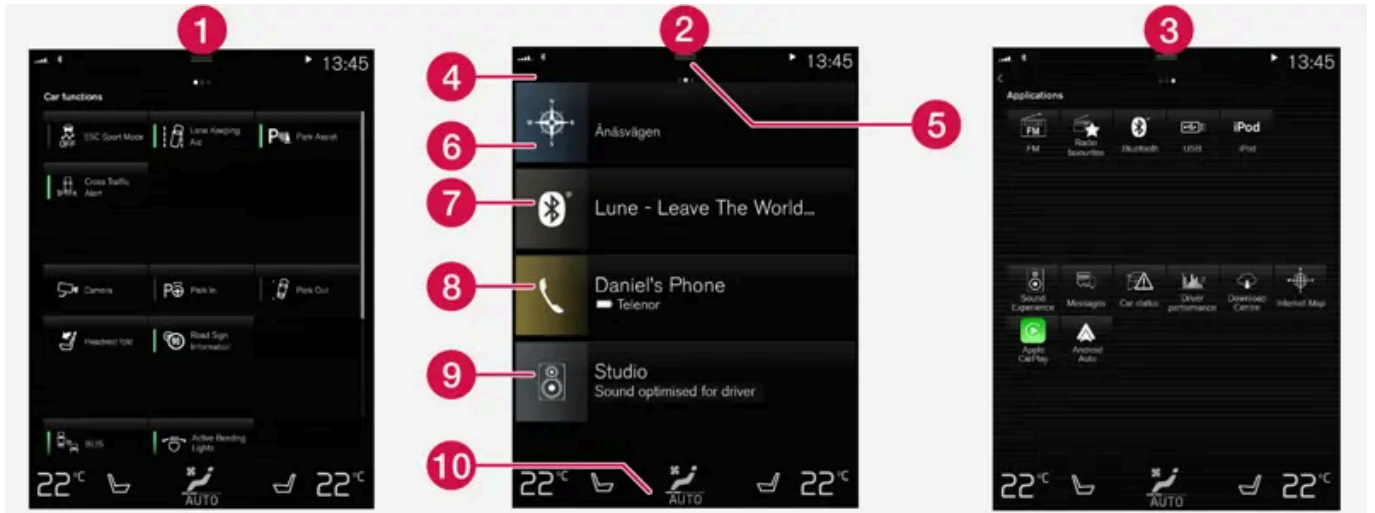 1
13:45
Car functions
OFF
ESC Sport Mode
Lane Keeping
Aid
Park Assist
Cross Traffic
Alert
Camera
Park In
Park Out
Headrest fold
Road Sign
Information
BLIS
Active Bending
Lights
22°C
AUTO
22°C
2
13:45
4
5
6
Änäsvägen
7
Lune - Leave The World...
8
Daniel's Phone
Telenor
9
Studio
Sound optimised for driver
10
22°C
AUTO
22°C
3
13:45
Applications
FM
FM
Radio
favourites
Bluetooth
USB
iPod
iPod
Sound
Experience
Messages
Car status
Driver
performance
Download
Centre
Internet Map
Apple
CarPlay
Android
Auto
22°C
AUTO
22°C